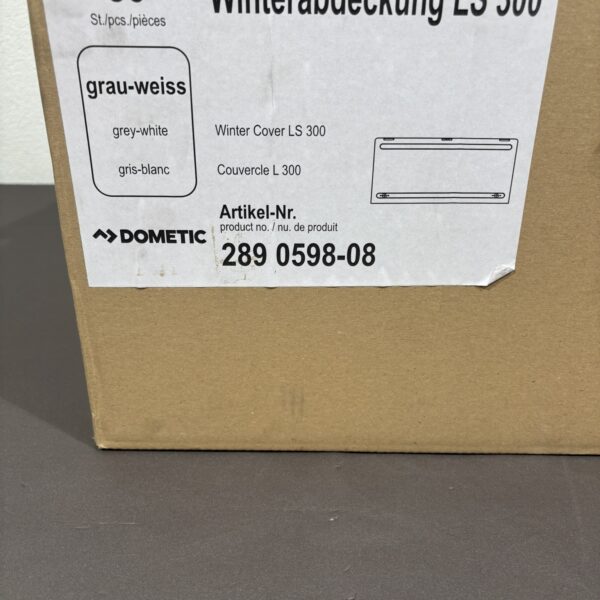 Winterabdeckung LS 300
St./pcs./pièces
grau-weiss
grey-white
gris-blanc
Winter Cover LS 300
Couvercle L 300
Artikel-Nr.
product no. / nu. de produit
289 0598-08
DOMETIC